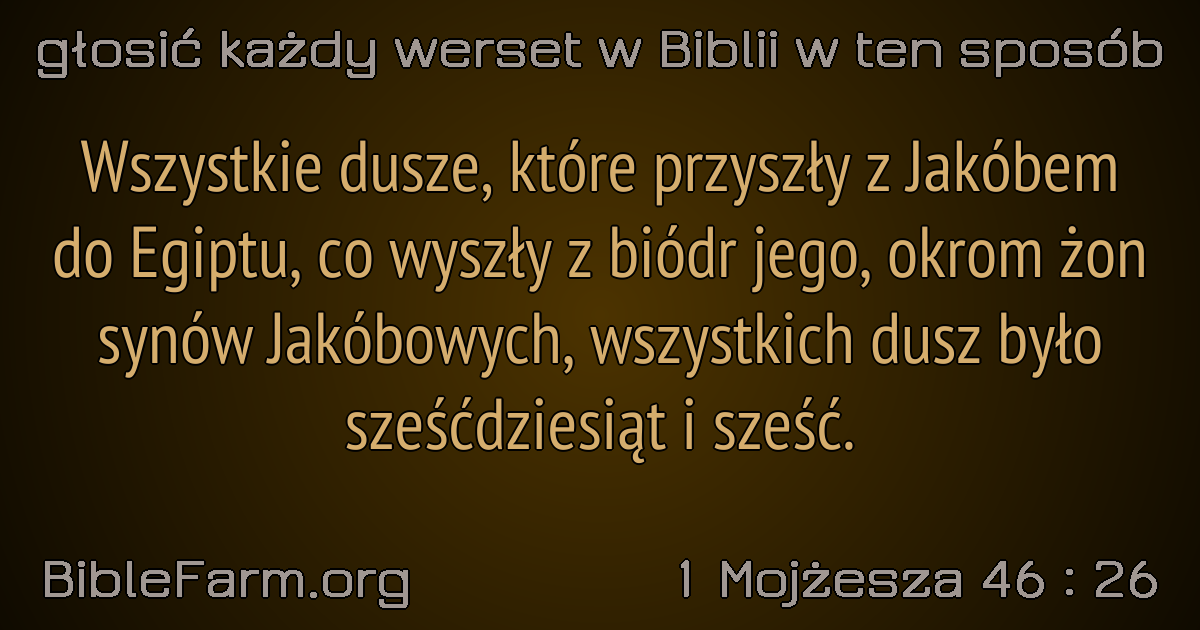 głosić każdy werset w Biblii w ten sposób
Wszystkie dusze, które przyszły z Jakóbem
do Egiptu, co wyszły z biódr jego, okrom żon
synów Jakóbowych, wszystkich dusz było
sześćdziesiąt i sześć.
BibleFarm.org
1 Mojżesza 46 : 26